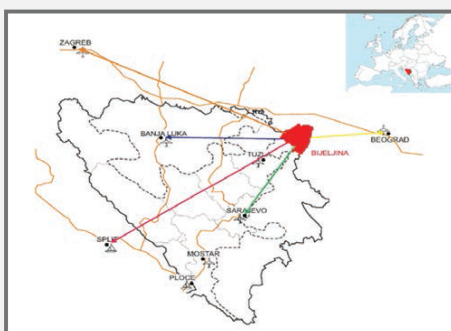 ZAGREB
BANJA LUKA
BEOGRAD
BIJELJINA
TUZLA
SARAJEVO
SPLIT
MOSTAR
PLOCE